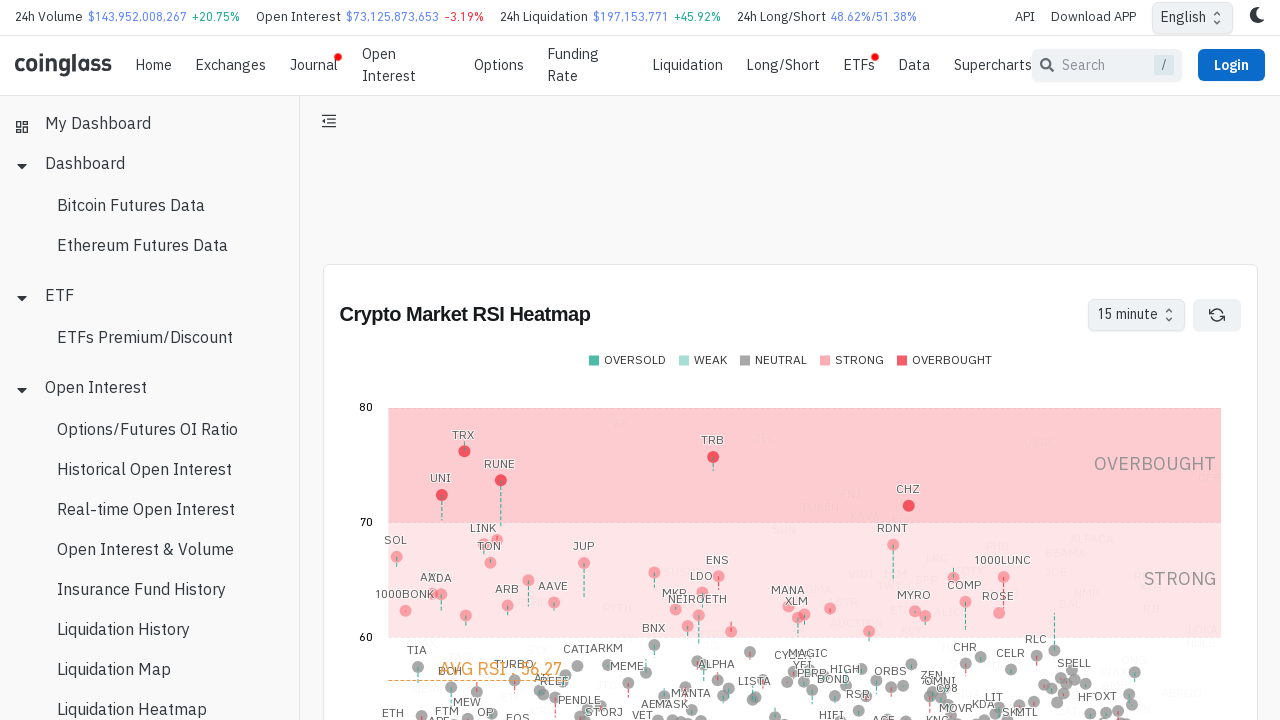 24h Volume $143,952,008,267 +20.75% Open Interest $73,125,873,653 -3.19% 24h Liquidation $197,153,771 +45.92% 24h Long/Short 48.62%/51.38% API Download APP English
coinglass Home Exchanges Journal Open Interest Options Funding Rate Liquidation Long/Short ETFs Data Supercharts Search / Login
My Dashboard
Dashboard
Bitcoin Futures Data
Ethereum Futures Data
ETF
ETFs Premium/Discount
Open Interest
Options/Futures OI Ratio
Historical Open Interest
Real-time Open Interest
Open Interest & Volume
Insurance Fund History
Liquidation History
Liquidation Map
Liquidation Heatmap
Crypto Market RSI Heatmap 15 minute
OVERSOLD WEAK NEUTRAL STRONG OVERBOUGHT
80
TRX
TRB
RUNE
OVERBOUGHT
UNI
CHZ
70
LINK
RDNT
SOL
TON
JUP
ENS
1000LUNC
STRONG
ADA
LDO
ARB
AAVE
COMP
1000BONK
MKR
MANA
MYRO
ROSE
NEIROETH
XLM
60
BNX
RLC
TIA
CATI
ARKM
MAGIC
CHR
CELR
AVG RSI : 56.27
BCH
TURBO
MEME
ALPHA
YFI
HIGH
ORBS
SPELL
REEF
LISTA
BOND
ZEN
C98
MEW
PENDLE
MANTA
RSR
LIT
HFT
OXT
ETH
FTM
OP
STORJ
VET
MASK
HIFI
MOVR
KDA
EOS
ACE
KNC
MTL